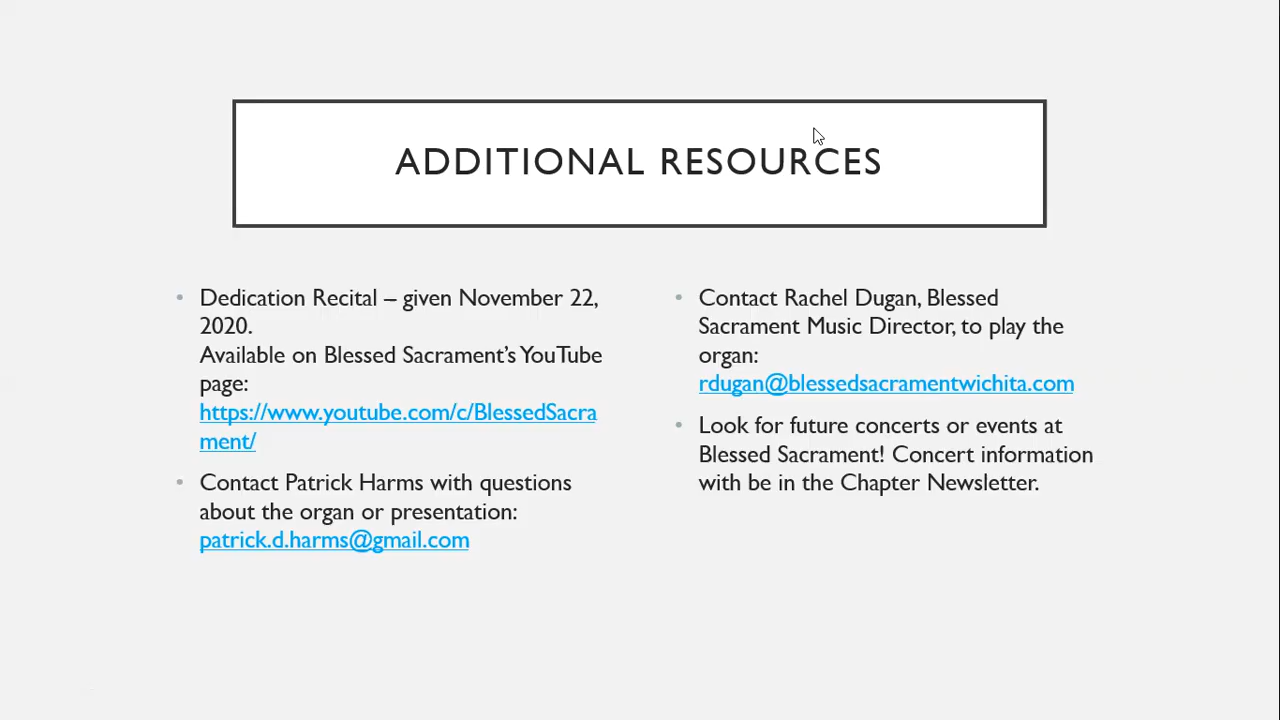 ADDITIONAL RESOURCES
• Dedication Recital – given November 22,
2020.
Available on Blessed Sacrament's YouTube
page:
https://www.youtube.com/c/BlessedSacra
ment/
• Contact Patrick Harms with questions
about the organ or presentation:
patrick.d.harms@gmail.com
• Contact Rachel Dugan, Blessed
Sacrament Music Director, to play the
organ:
rdugan@blessedsacramentwichita.com
• Look for future concerts or events at
Blessed Sacrament! Concert information
with be in the Chapter Newsletter.